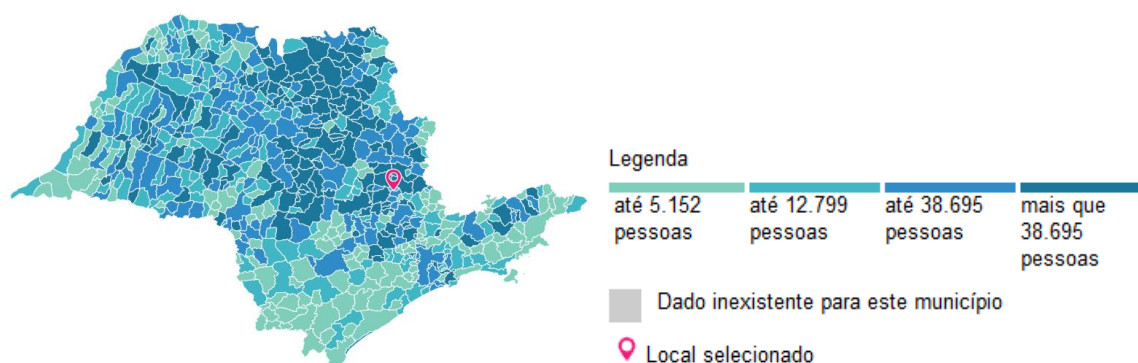 Legenda
até 5.152
pessoas
até 12.799
pessoas
até 38.695
pessoas
mais que
38.695
pessoas
Dado inexistente para este município
Local selecionado